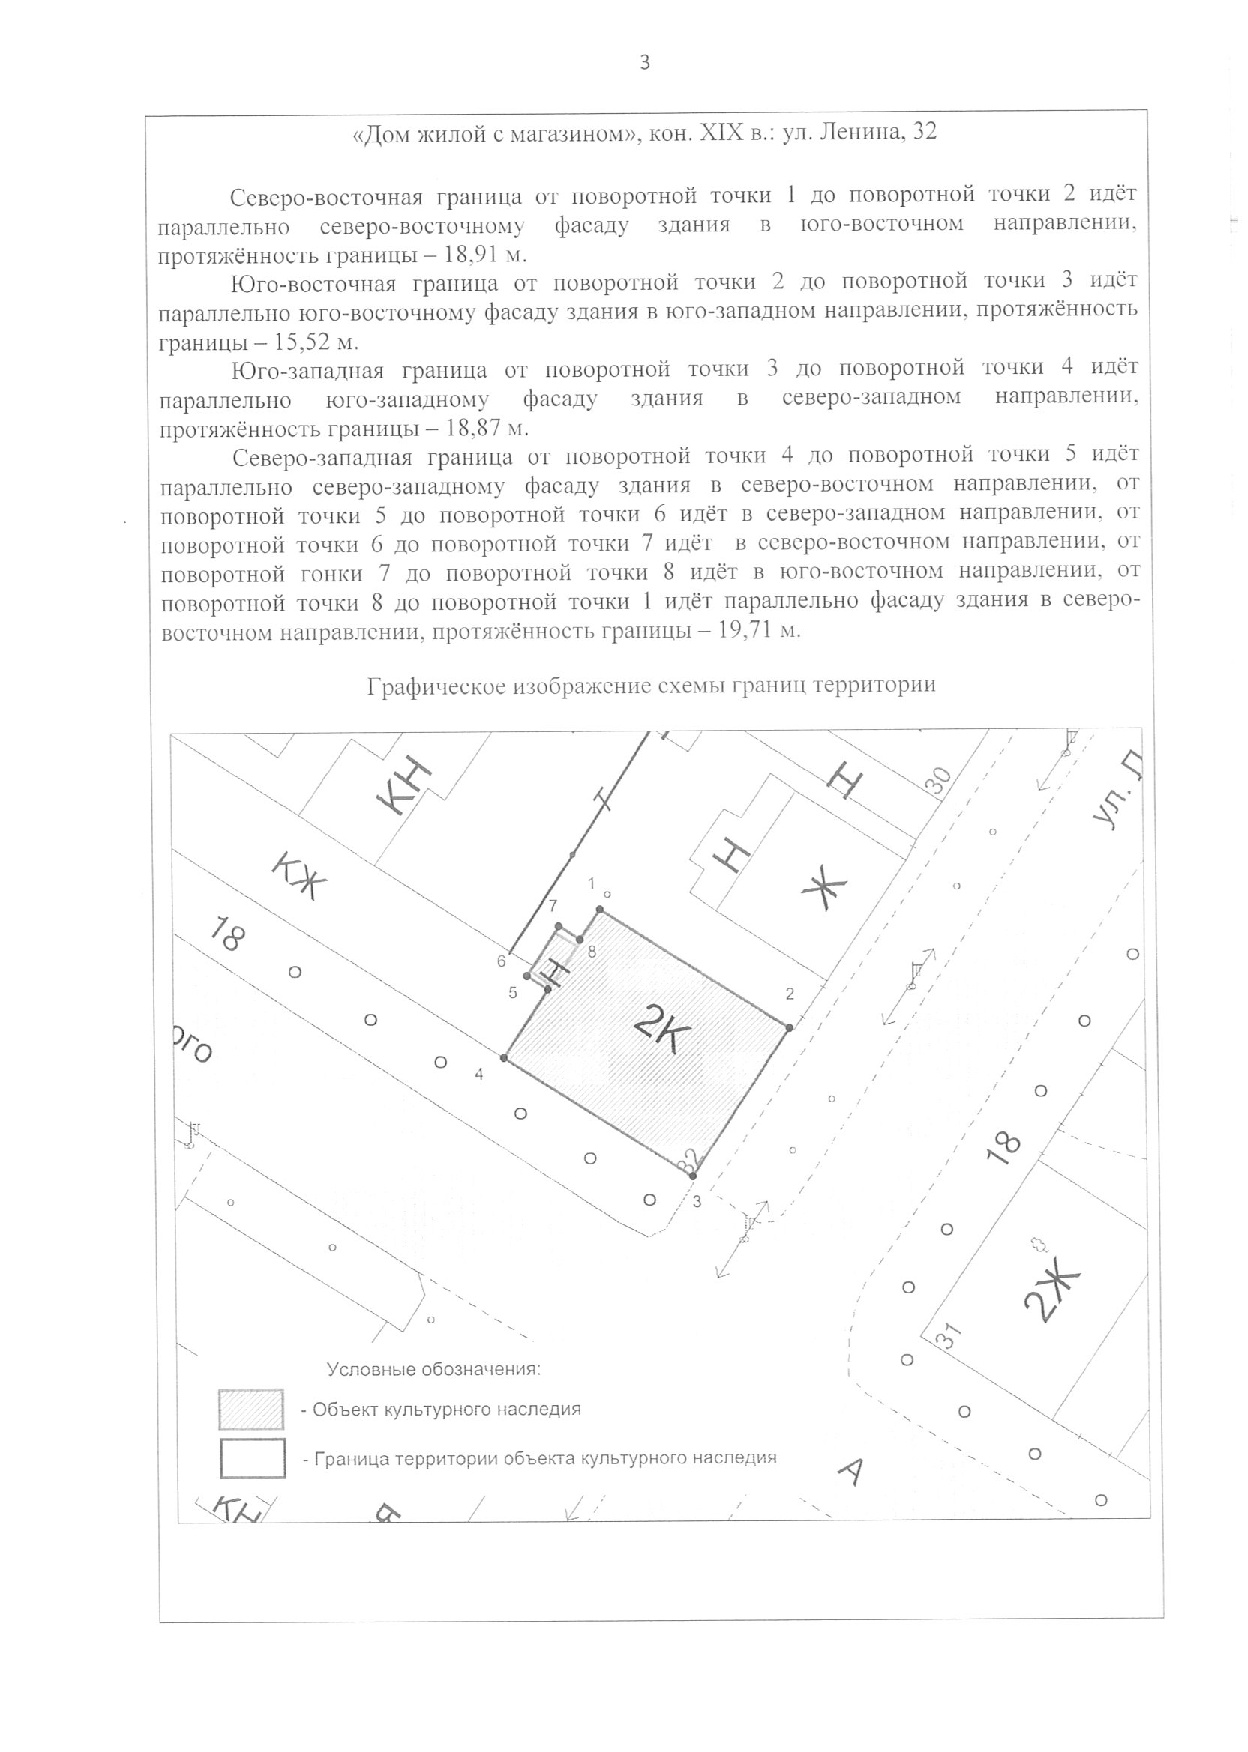 3
«Дом жилой с магазином», кон. XIX в.: ул. Ленина, 32
Северо-восточная граница от поворотной точки 1 до поворотной точки 2 идёт
параллельно северо-восточному фасаду здания в юго-восточном направлении,
протяжённость границы – 18,91 м.
Юго-восточная граница от поворотной точки 2 до поворотной точки 3 идёт
параллельно юго-восточному фасаду здания в юго-западном направлении, протяжённость
границы – 15,52 м.
Юго-западная граница от поворотной точки 3 до поворотной точки 4 идёт
параллельно юго-западному фасаду здания в северо-западном направлении,
протяжённость границы – 18,87 м.
Северо-западная граница от поворотной точки 4 до поворотной точки 5 идёт
параллельно северо-западному фасаду здания в северо-восточном направлении, от
поворотной точки 5 до поворотной точки 6 идёт в северо-западном направлении, от
поворотной точки 6 до поворотной точки 7 идёт в северо-восточном направлении, от
поворотной гонки 7 до поворотной точки 8 идёт в юго-восточном направлении, от
поворотной точки 8 до поворотной точки 1 идёт параллельно фасаду здания в северо-
восточном направлении, протяжённость границы – 19,71 м.
Графическое изображение схемы границ территории
КН
Н
30
ул. Л
Н
КЖ
Ж
1
7
18
6
8
Н
5
2
2К
ого
4
18
32
3
2Ж
31
Условные обозначения:
- Объект культурного наследия
- Граница территории объекта культурного наследия
А
я